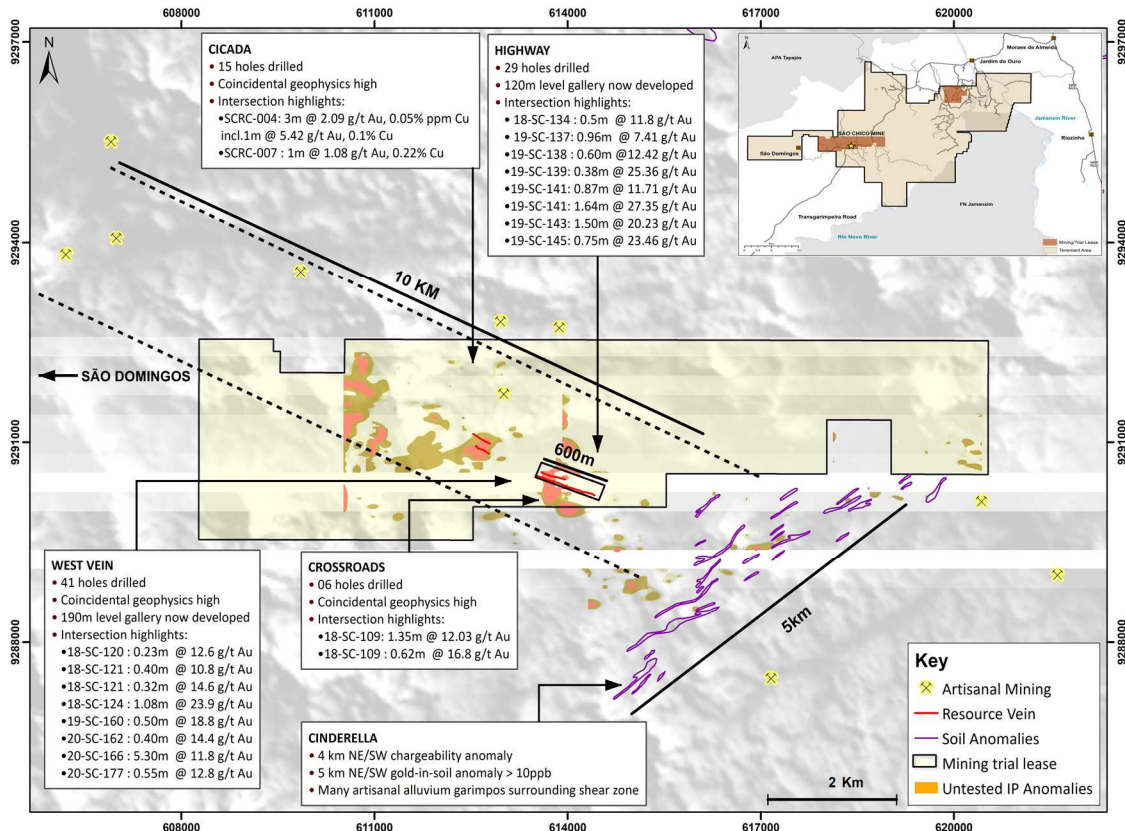 608000 611000 614000 617000 620000
9297000
9294000
9291000
9288000
N
CICADA
• 15 holes drilled
• Coincidental geophysics high
• Intersection highlights:
•SCRC-004: 3m @ 2.09 g/t Au, 0.05% ppm Cu
incl.1m @ 5.42 g/t Au, 0.1% Cu
•SCRC-007 : 1m @ 1.08 g/t Au, 0.22% Cu
HIGHWAY
• 29 holes drilled
• 120m level gallery now developed
• Intersection highlights:
•18-SC-134 : 0.5m @ 11.8 g/t Au
•19-SC-137: 0.96m @ 7.41 g/t Au
•19-SC-138 : 0.60m @12.42 g/t Au
•19-SC-139: 0.38m @ 25.36 g/t Au
•19-SC-141: 0.87m @ 11.71 g/t Au
•19-SC-141: 1.64m @ 27.35 g/t Au
•19-SC-143: 1.50m @ 20.23 g/t Au
•19-SC-145: 0.75m @ 23.46 g/t Au
N
APA Tapajós
Moraes de Almeida
Jardim do Ouro
Jamanxin River
Riozinho
SÃO CHICO MINE
São Domingos
FN Jamanxim
Transgarimpeira Road
Rio Novo River
Mining/Trial Lease
Tenement Area
10 KM
SÃO DOMINGOS
600m
5km
WEST VEIN
• 41 holes drilled
• Coincidental geophysics high
• 190m level gallery now developed
• Intersection highlights:
•18-SC-120 : 0.23m @ 12.6 g/t Au
•18-SC-121 : 0.40m @ 10.8 g/t Au
•18-SC-121 : 0.32m @ 14.6 g/t Au
•18-SC-124 : 1.08m @ 23.9 g/t Au
•19-SC-160 : 0.50m @ 18.8 g/t Au
•20-SC-162 : 0.40m @ 14.4 g/t Au
•20-SC-166 : 5.30m @ 11.8 g/t Au
•20-SC-177 : 0.55m @ 12.8 g/t Au
CROSSROADS
• 06 holes drilled
• Coincidental geophysics high
• Intersection highlights:
•18-SC-109: 1.35m @ 12.03 g/t Au
•18-SC-109 : 0.62m @ 16.8 g/t Au
CINDERELLA
• 4 km NE/SW chargeability anomaly
• 5 km NE/SW gold-in-soil anomaly > 10ppb
• Many artisanal alluvium garimpos surrounding shear zone
Key
Artisanal Mining
Resource Vein
Soil Anomalies
Mining trial lease
Untested IP Anomalies
2 Km
9297000
9294000
9291000
9288000
608000 611000 614000 617000 620000